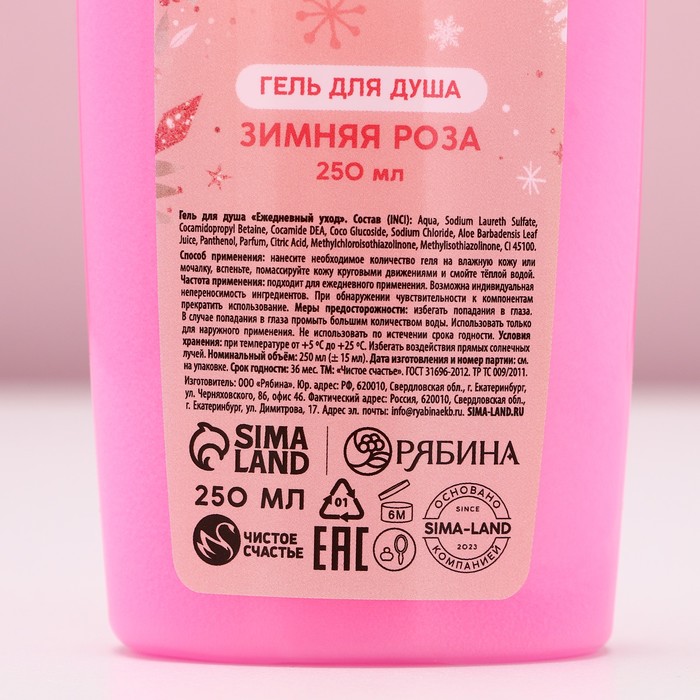 ГЕЛЬ ДЛЯ ДУША
ЗИМНЯЯ РОЗА
250 мл
Гель для душа «Ежедневный уход». Состав (INCI): Aqua, Sodium Laureth Sulfate,
Cocamidopropyl Betaine, Cocamide DEA, Coco Glucoside, Sodium Chloride, Aloe Barbadensis Leaf
Juice, Panthenol, Parfum, Citric Acid, Methylchloroisothiazolinone, Methylisothiazolinone, CI 45100.
Способ применения: нанесите необходимое количество геля на влажную кожу или
мочалку, вспеньте, помассируйте кожу круговыми движениями и смойте тёплой водой.
Частота применения: подходит для ежедневного применения. Возможна индивидуальная
непереносимость ингредиентов. При обнаружении чувствительности к компонентам
прекратить использование. Меры предосторожности: избегать попадания в глаза.
В случае попадания в глаза промыть большим количеством воды. Использовать только
для наружного применения. Не использовать по истечении срока годности. Условия
хранения: при температуре от +5 °C до +25 °C. Избегать воздействия прямых солнечных
лучей. Номинальный объём: 250 мл (± 15 мл). Дата изготовления и номер партии: см.
на упаковке. Срок годности: 36 мес. ТМ: «Чистое счастье». ГОСТ 31696-2012. ТР ТС 009/2011.
Изготовитель: ООО «Рябина». Юр. адрес: РФ, 620010, Свердловская обл., г. Екатеринбург,
ул. Черняховского, 86, офис 46. Фактический адрес: Россия, 620010, Свердловская обл.,
г. Екатеринбург, ул. Димитрова, 17. Адрес эл. почты: info@ryabinaekb.ru. SIMA-LAND.RU
SIMA
LAND
РЯБИНА
250 МЛ
01
6M
ОСНОВАНО
SINCE
SIMA-LAND
2023
КОМПАНИЕЙ
ЧИСТОЕ
СЧАСТЬЕ
EAC